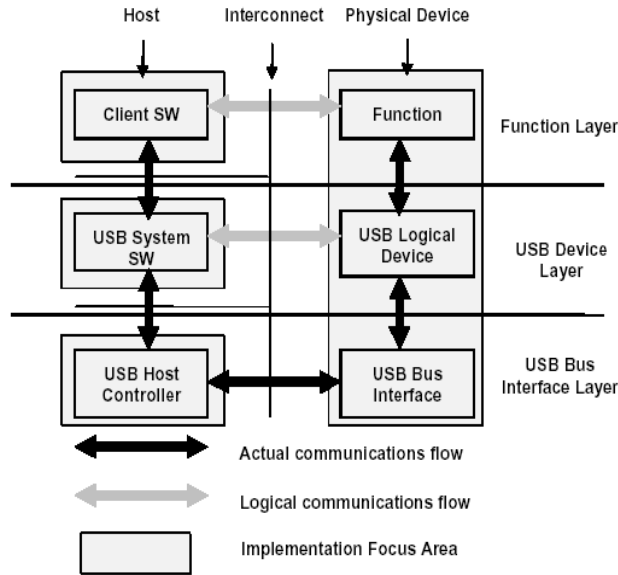 Host
Interconnect
Physical Device
Client SW
Function
Function Layer
USB System
SW
USB Logical
Device
USB Device
Layer
USB Host
Controller
USB Bus
Interface
USB Bus
Interface Layer
Actual communications flow
Logical communications flow
Implementation Focus Area